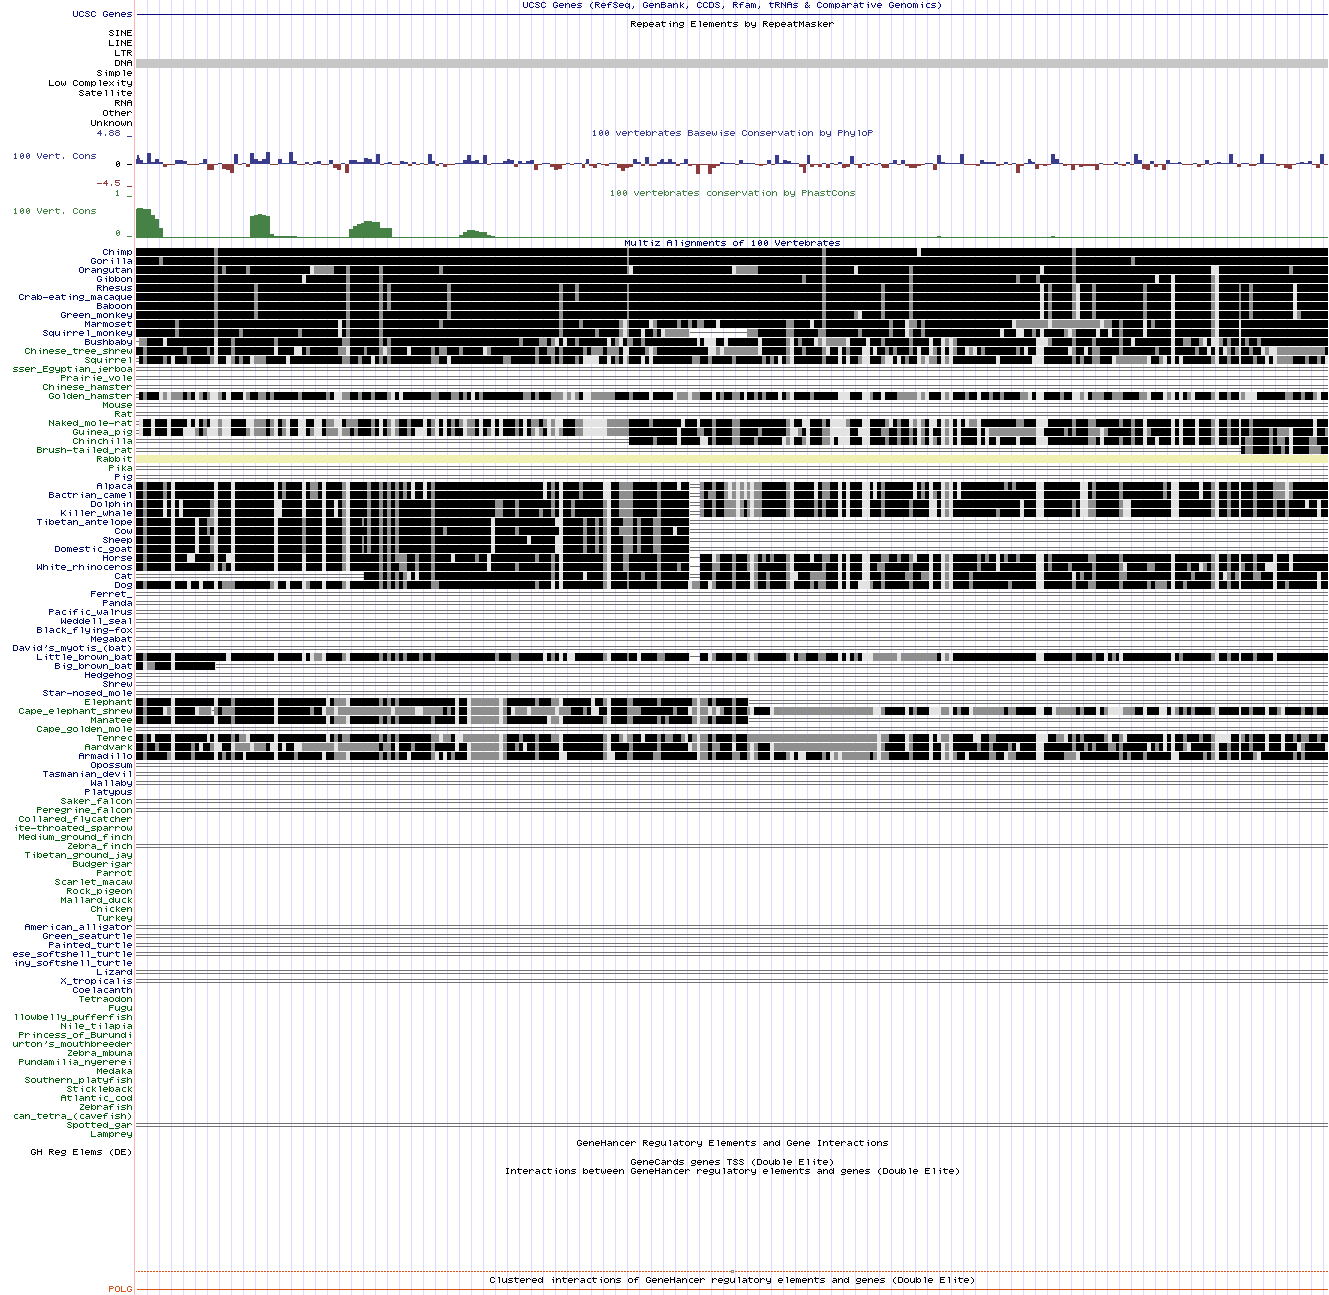 UCSC Genes (RefSeq, GenBank, CCDS, Rfam, tRNAs & Comparative Genomics)
UCSC Genes
Repeating Elements by RepeatMasker
SINE
LINE
LTR
DNA
Simple
Low Complexity
Satellite
RNA
Other
Unknown
4.88 _
100 vertebrates Basewise Conservation by PhyloP
100 Vert. Cons
0 _
-4.5 _
100 vertebrates conservation by PhastCons
1 _
100 Vert. Cons
0 _
Multiz Alignments of 100 Vertebrates
Chimp
Gorilla
Orangutan
Gibbon
Rhesus
Crab-eating_macaque
Baboon
Green_monkey
Marmoset
Squirrel_monkey
Bushbaby
Chinese_tree_shrew
Squirrel
sser_Egyptian_jerboa
Prairie_vole
Chinese_hamster
Golden_hamster
Mouse
Rat
Naked_mole-rat
Guinea_pig
Chinchilla
Brush-tailed_rat
Rabbit
Pika
Pig
Alpaca
Bactrian_camel
Dolphin
Killer_whale
Tibetan_antelope
Cow
Sheep
Domestic_goat
Horse
White_rhinoceros
Cat
Dog
Ferret_
Panda
Pacific_walrus
Weddell_seal
Black_flying-fox
Megabat
David's_myotis_(bat)
Little_brown_bat
Big_brown_bat
Hedgehog
Shrew
Star-nosed_mole
Elephant
Cape_elephant_shrew
Manatee
Cape_golden_mole
Tenrec
Aardvark
Armadillo
Opossum
Tasmanian_devil
Wallaby
Platypus
Saker_falcon
Peregrine_falcon
Collared_flycatcher
ite-throated_sparrow
Medium_ground_finch
Zebra_finch
Tibetan_ground_jay
Budgerigar
Parrot
Scarlet_macaw
Rock_pigeon
Mallard_duck
Chicken
Turkey
American_alligator
Green_seaturtle
Painted_turtle
ese_softshell_turtle
iny_softshell_turtle
Lizard
X_tropicalis
Coelacanth
Tetraodon
Fugu
llowbelly_pufferfish
Nile_tilapia
Princess_of_Burundi
urton's_mouthbreeder
Zebra_mbuna
Pundamilia_nyererei
Medaka
Southern_platyfish
Stickleback
Atlantic_cod
Zebrafish
can_tetra_(cavefish)
Spotted_gar
Lamprey
GeneHancer Regulatory Elements and Gene Interactions
GH Reg Elems (DE)
GeneCards genes TSS (Double Elite)
Interactions between GeneHancer regulatory elements and genes (Double Elite)
Clustered interactions of GeneHancer regulatory elements and genes (Double Elite)
POLG